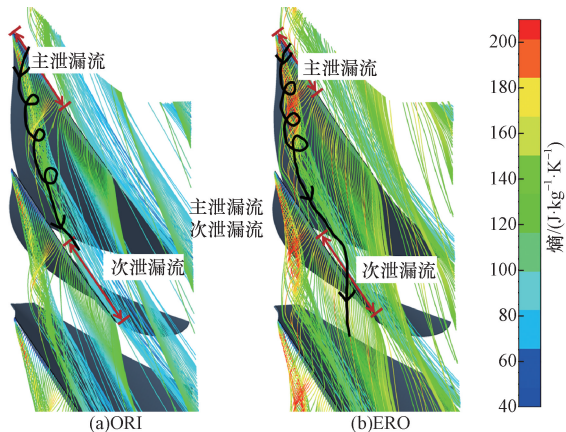 主泄漏流
次泄漏流
(a)ORI
主泄漏流
次泄漏流
主泄漏流
次泄漏流
(b)ERO
200
180
160
140
120
100
80
60
40
熵/(J·kg⁻¹·K⁻¹)